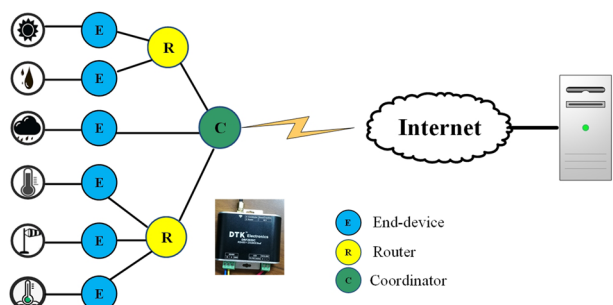 E
R
E
E
C
Internet
E
DTK Electronics
E
R
E
E End-device
R Router
C Coordinator